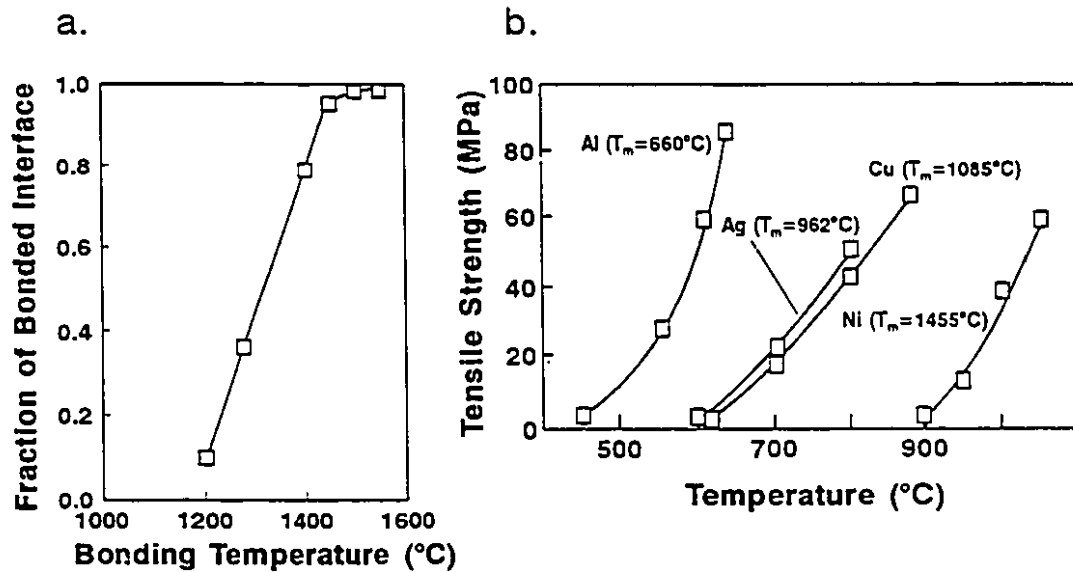 a.
Fraction of Bonded Interface
1.0
0.8
0.6
0.4
0.2
0.0
1000 1200 1400 1600
Bonding Temperature (°C)
b.
Tensile Strength (MPa)
100
80
60
40
20
0
Al (Tm=660°C)
Cu (Tm=1085°C)
Ag (Tm=962°C)
Ni (Tm=1455°C)
500 700 900
Temperature (°C)